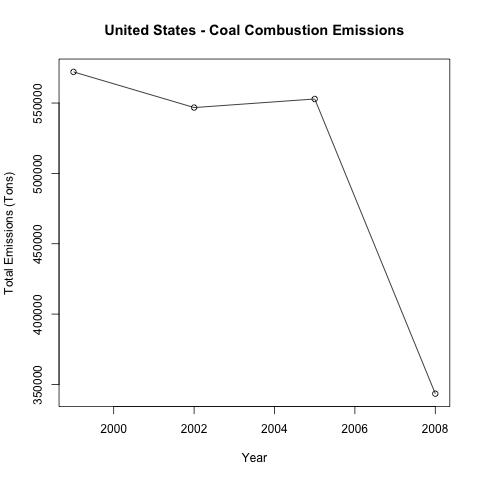 United States - Coal Combustion Emissions
Total Emissions (Tons)
550000
500000
450000
400000
350000
2000 2002 2004 2006 2008
Year